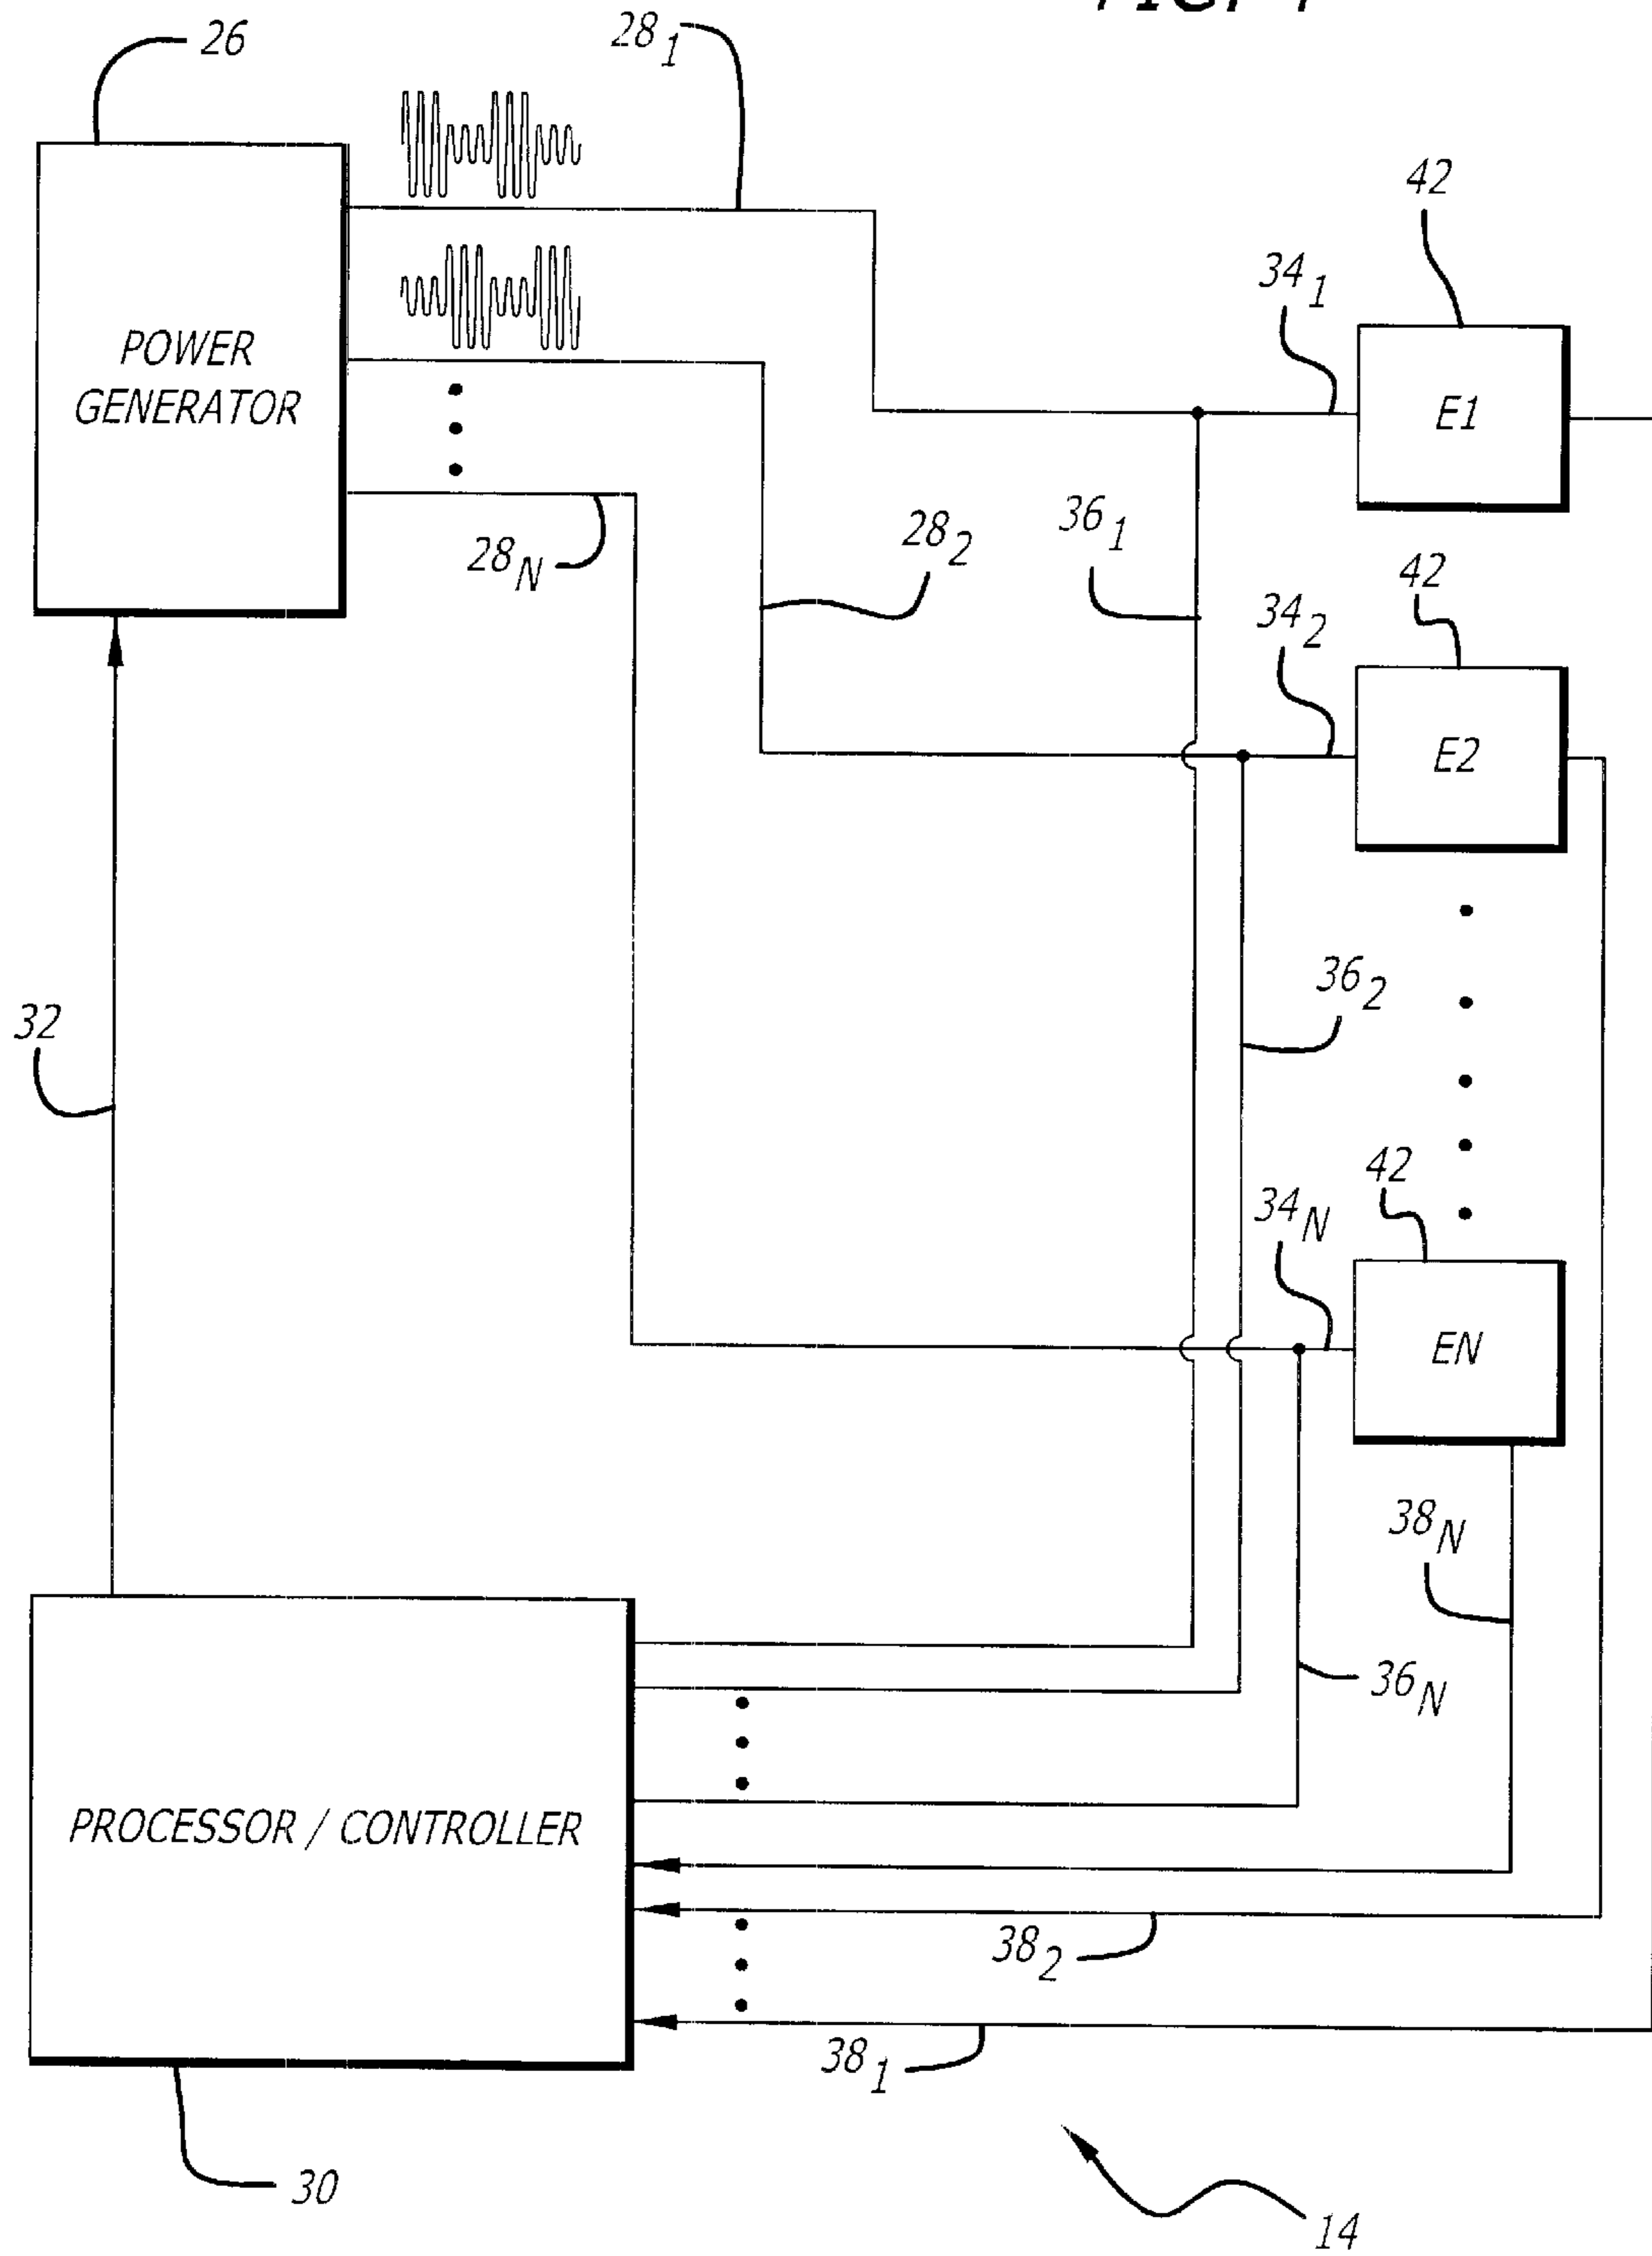 26
28 1
42
34 1
POWER
GENERATOR
E1
28 N
28 2
36 1
42
34 2
E2
36 2
32
42
34 N
EN
38 N
36 N
PROCESSOR / CONTROLLER
38 2
38 1
30
14